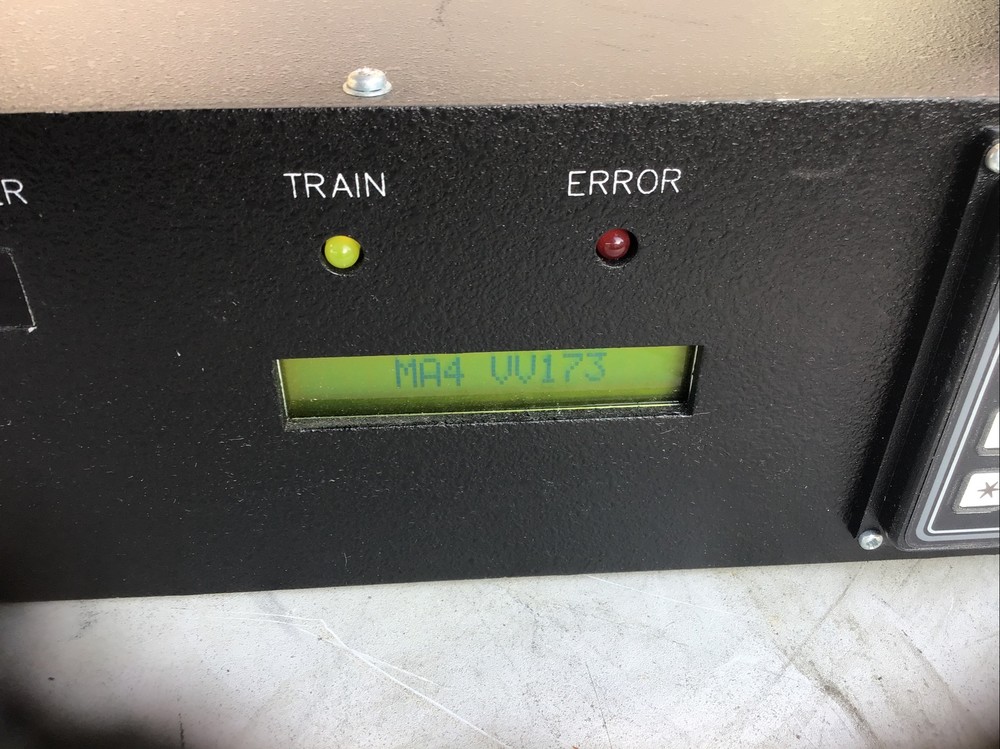 TRAIN
ERROR
MA4 VV173
*